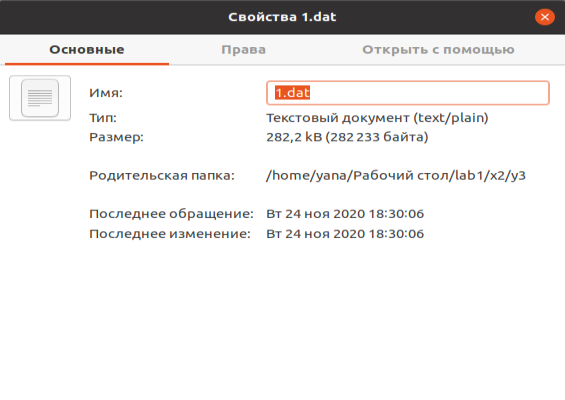 Свойства 1.dat
Основные Права Открыть с помощью
Имя: 1.dat
Тип: Текстовый документ (text/plain)
Размер: 282,2 kB (282 233 байта)
Родительская папка: /home/yana/Рабочий стол/lab1/x2/y3
Последнее обращение: Вт 24 ноя 2020 18:30:06
Последнее изменение: Вт 24 ноя 2020 18:30:06